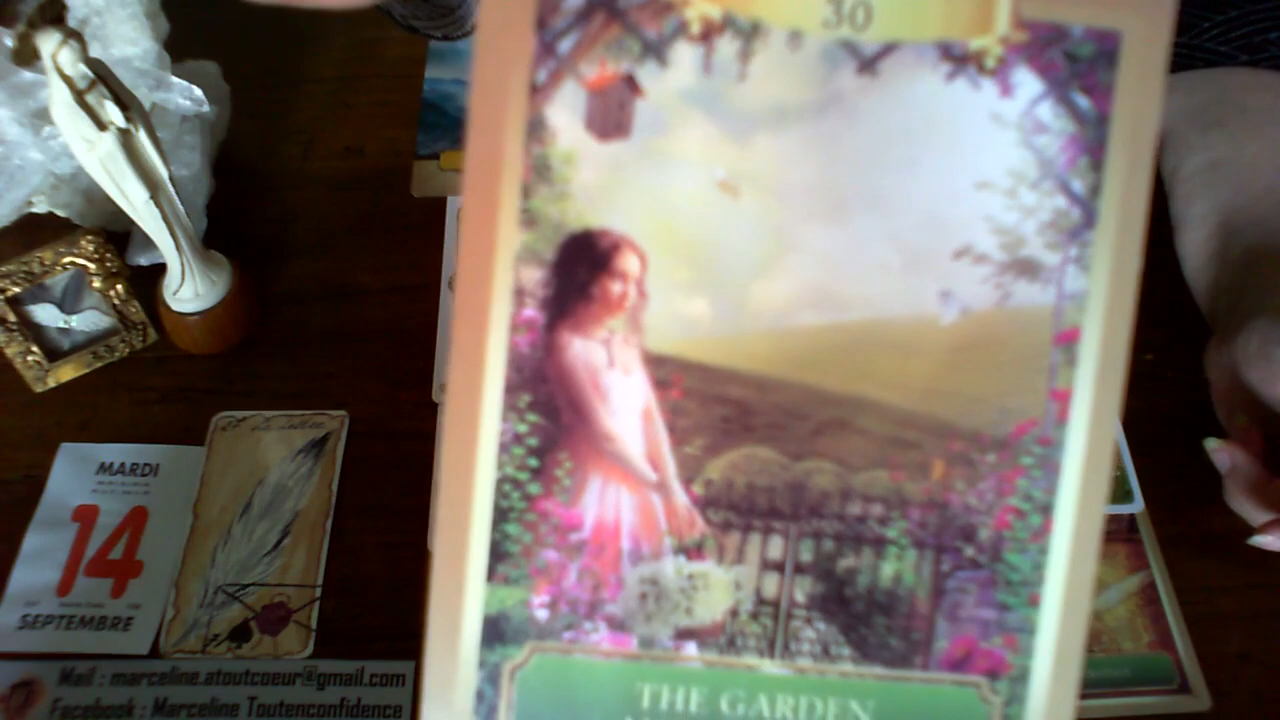 30
MARDI
14
SEPTEMBRE
Mail : marceline.atoutcoeur@gmail.com
Facebook : Marceline Toutenconfidence
THE GARDEN